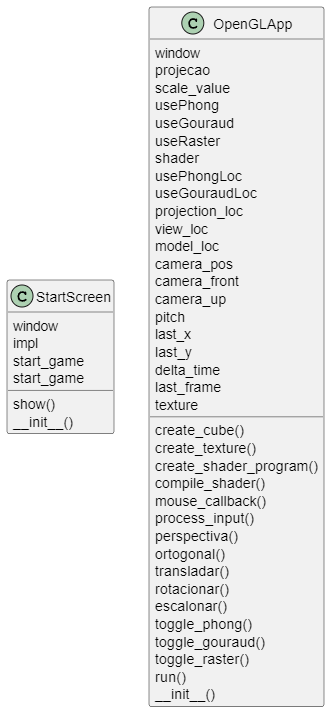 C StartScreen
window
impl
start_game
start_game
show()
__init__()
C OpenGLApp
window
projecao
scale_value
usePhong
useGouraud
useRaster
shader
usePhongLoc
useGouraudLoc
projection_loc
view_loc
model_loc
camera_pos
camera_front
camera_up
pitch
last_x
last_y
delta_time
last_frame
texture
create_cube()
create_texture()
create_shader_program()
compile_shader()
mouse_callback()
process_input()
perspectiva()
ortogonal()
transladar()
rotacionar()
escalonar()
toggle_phong()
toggle_gouraud()
toggle_raster()
run()
__init__()